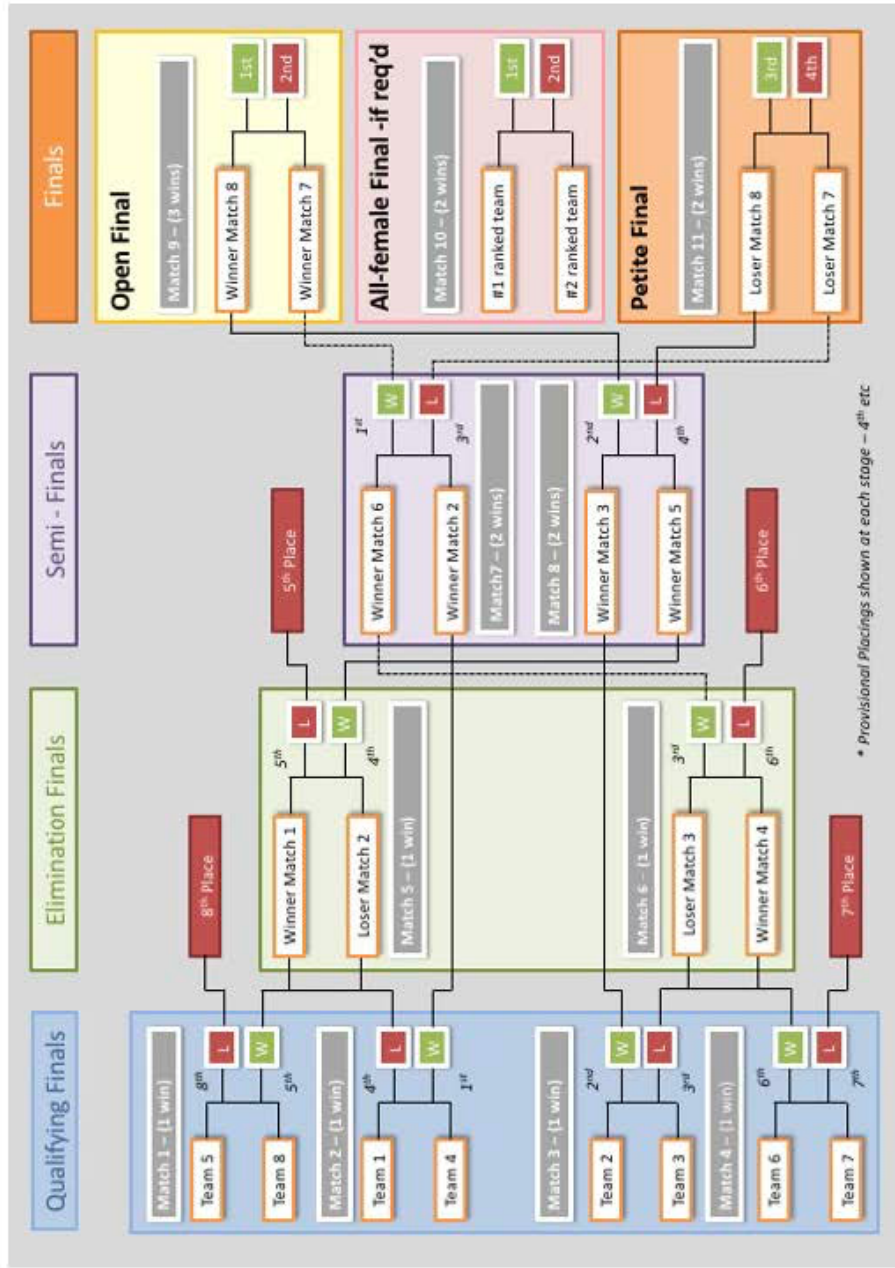 Qualifying Finals
Elimination Finals
Semi - Finals
Finals
Match 1 – (1 win)
Team 5
Team 8
8th
L
W
5th
Match 2 – (1 win)
Team 1
Team 4
4th
L
W
1st
Match 3 – (1 win)
Team 2
Team 3
2nd
W
L
3rd
Match 4 – (1 win)
Team 6
Team 7
6th
W
L
7th
8th Place
Winner Match 1
Loser Match 2
5th
L
W
4th
Match 5 – (1 win)
Match 6 – (1 win)
Loser Match 3
Winner Match 4
3rd
W
L
6th
7th Place
5th Place
Winner Match 6
Winner Match 2
1st
W
L
3rd
Match7 – (2 wins)
Match 8 – (2 wins)
Winner Match 3
Winner Match 5
2nd
W
L
4th
6th Place
Open Final
Match 9 – (3 wins)
Winner Match 8
Winner Match 7
1st
2nd
All-female Final -if req'd
Match 10 – (2 wins)
#1 ranked team
#2 ranked team
1st
2nd
Petite Final
Match 11 – (2 wins)
Loser Match 8
Loser Match 7
3rd
4th
* Provisional Placings shown at each stage – 4th etc